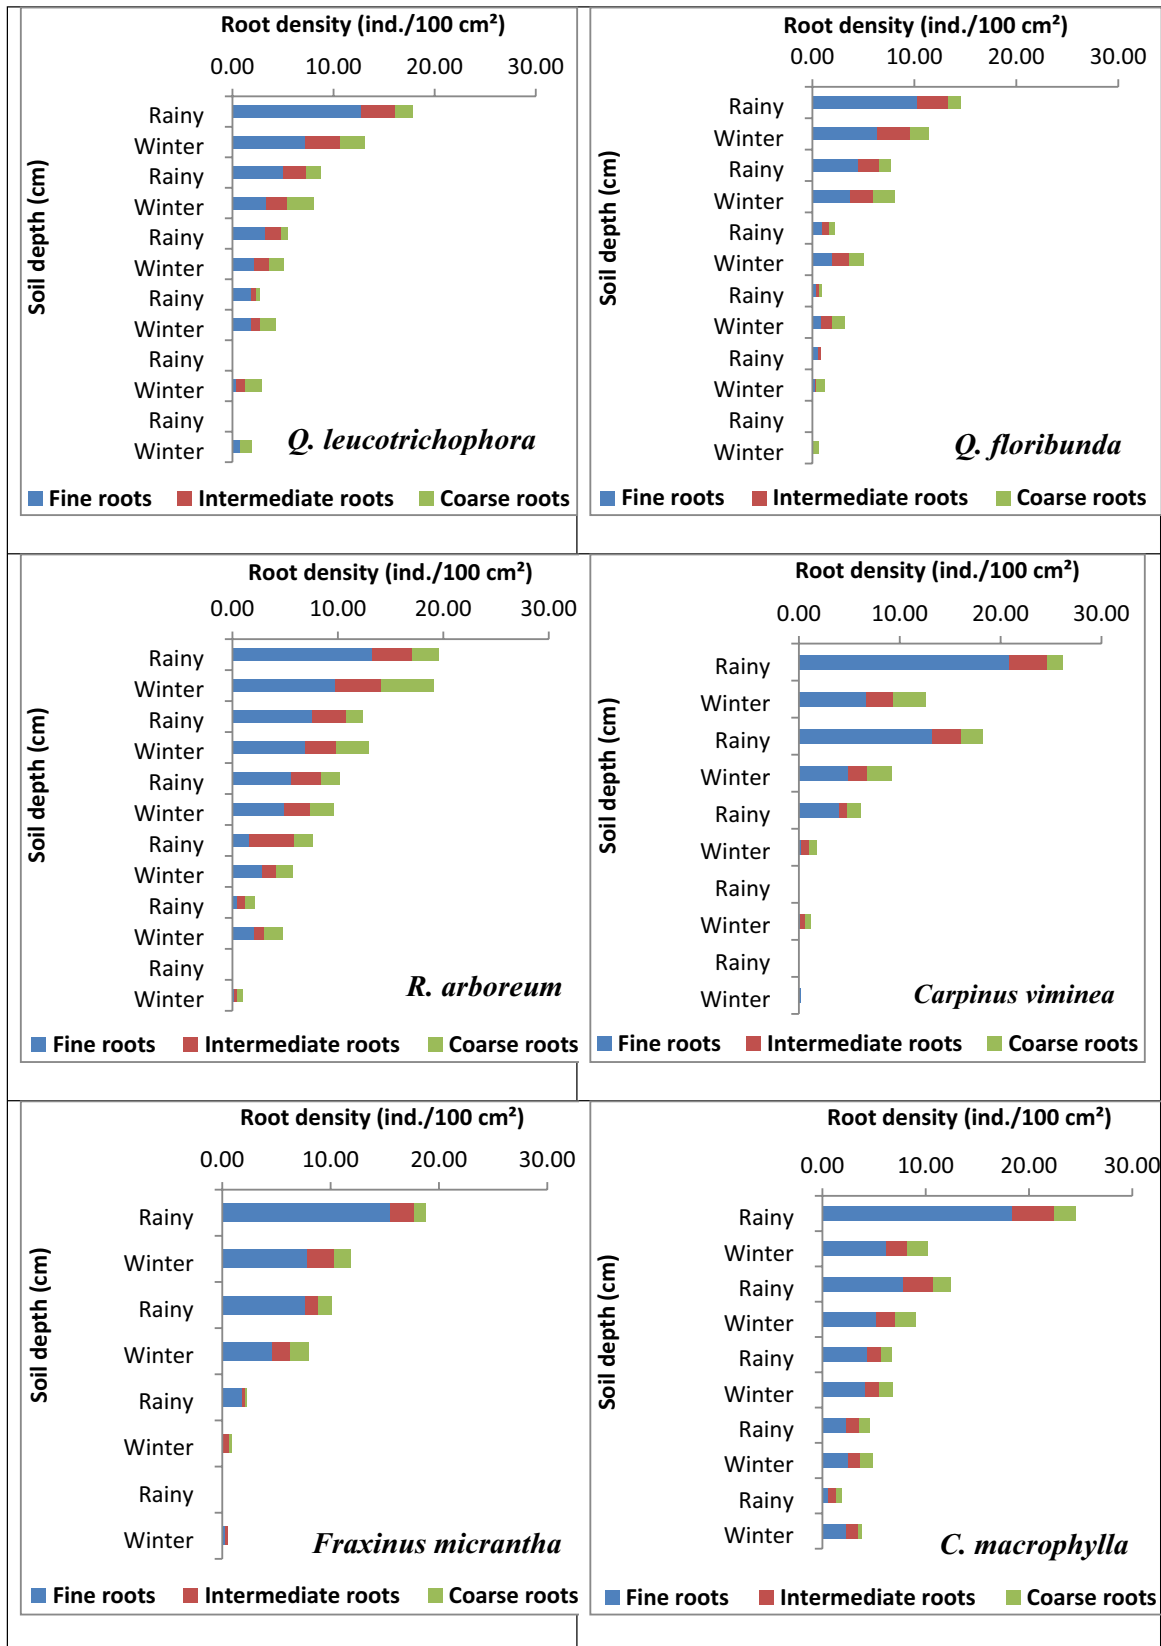 Root density (ind./100 cm²)
0.00 10.00 20.00 30.00
Soil depth (cm)
Rainy
Winter
Rainy
Winter
Rainy
Winter
Rainy
Winter
Rainy
Winter
Rainy
Winter
Q. leucotrichophora
Fine roots Intermediate roots Coarse roots
Root density (ind./100 cm²)
0.00 10.00 20.00 30.00
Soil depth (cm)
Rainy
Winter
Rainy
Winter
Rainy
Winter
Rainy
Winter
Rainy
Winter
Rainy
Winter
Q. floribunda
Fine roots Intermediate roots Coarse roots
Root density (ind./100 cm²)
0.00 10.00 20.00 30.00
Soil depth (cm)
Rainy
Winter
Rainy
Winter
Rainy
Winter
Rainy
Winter
Rainy
Winter
Rainy
Winter
R. arboreum
Fine roots Intermediate roots Coarse roots
Root density (ind./100 cm²)
0.00 10.00 20.00 30.00
Soil depth (cm)
Rainy
Winter
Rainy
Winter
Rainy
Winter
Rainy
Winter
Rainy
Winter
Carpinus viminea
Fine roots Intermediate roots Coarse roots
Root density (ind./100 cm²)
0.00 10.00 20.00 30.00
Soil depth (cm)
Rainy
Winter
Rainy
Winter
Rainy
Winter
Rainy
Winter
Fraxinus micrantha
Fine roots Intermediate roots Coarse roots
Root density (ind./100 cm²)
0.00 10.00 20.00 30.00
Soil depth (cm)
Rainy
Winter
Rainy
Winter
Rainy
Winter
Rainy
Winter
Rainy
Winter
C. macrophylla
Fine roots Intermediate roots Coarse roots